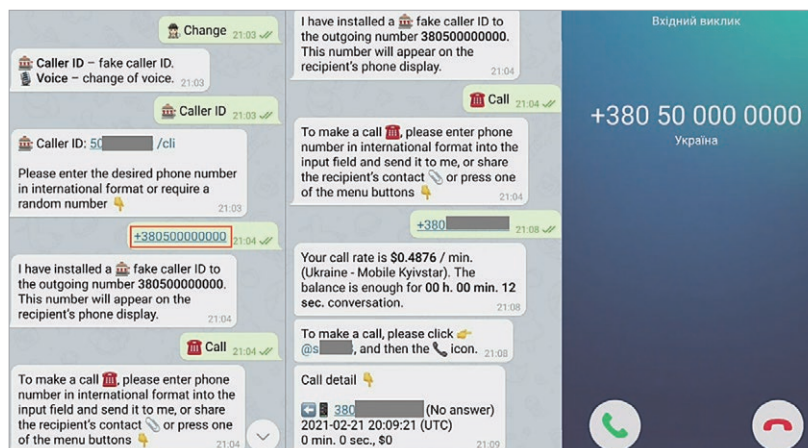 Change 21:03
Caller ID – fake caller ID.
Voice – change of voice. 21:03
Caller ID 21:03
Caller ID: 50 /cli
Please enter the desired phone number
in international format or require a
random number 21:03
+380500000000 21:04
I have installed a fake caller ID to
the outgoing number 380500000000.
This number will appear on the
recipient's phone display. 21:04
Call 21:04
To make a call, please enter phone
number in international format into the
input field and send it to me, or share
the recipient's contact or press one
of the menu buttons 21:04
I have installed a fake caller ID to
the outgoing number 380500000000.
This number will appear on the
recipient's phone display. 21:04
Call 21:04
To make a call, please enter phone
number in international format into the
input field and send it to me, or share
the recipient's contact or press one
of the menu buttons 21:04
+380 21:08
Your call rate is $0.4876 / min.
(Ukraine - Mobile Kyivstar). The
balance is enough for 00 h. 00 min. 12
sec. conversation. 21:08
To make a call, please click
@s, and then the icon. 21:08
Call detail
380 (No answer)
2021-02-21 20:09:21 (UTC)
0 min. 0 sec., $0 21:09
Вхідний виклик
+380 50 000 0000
Україна